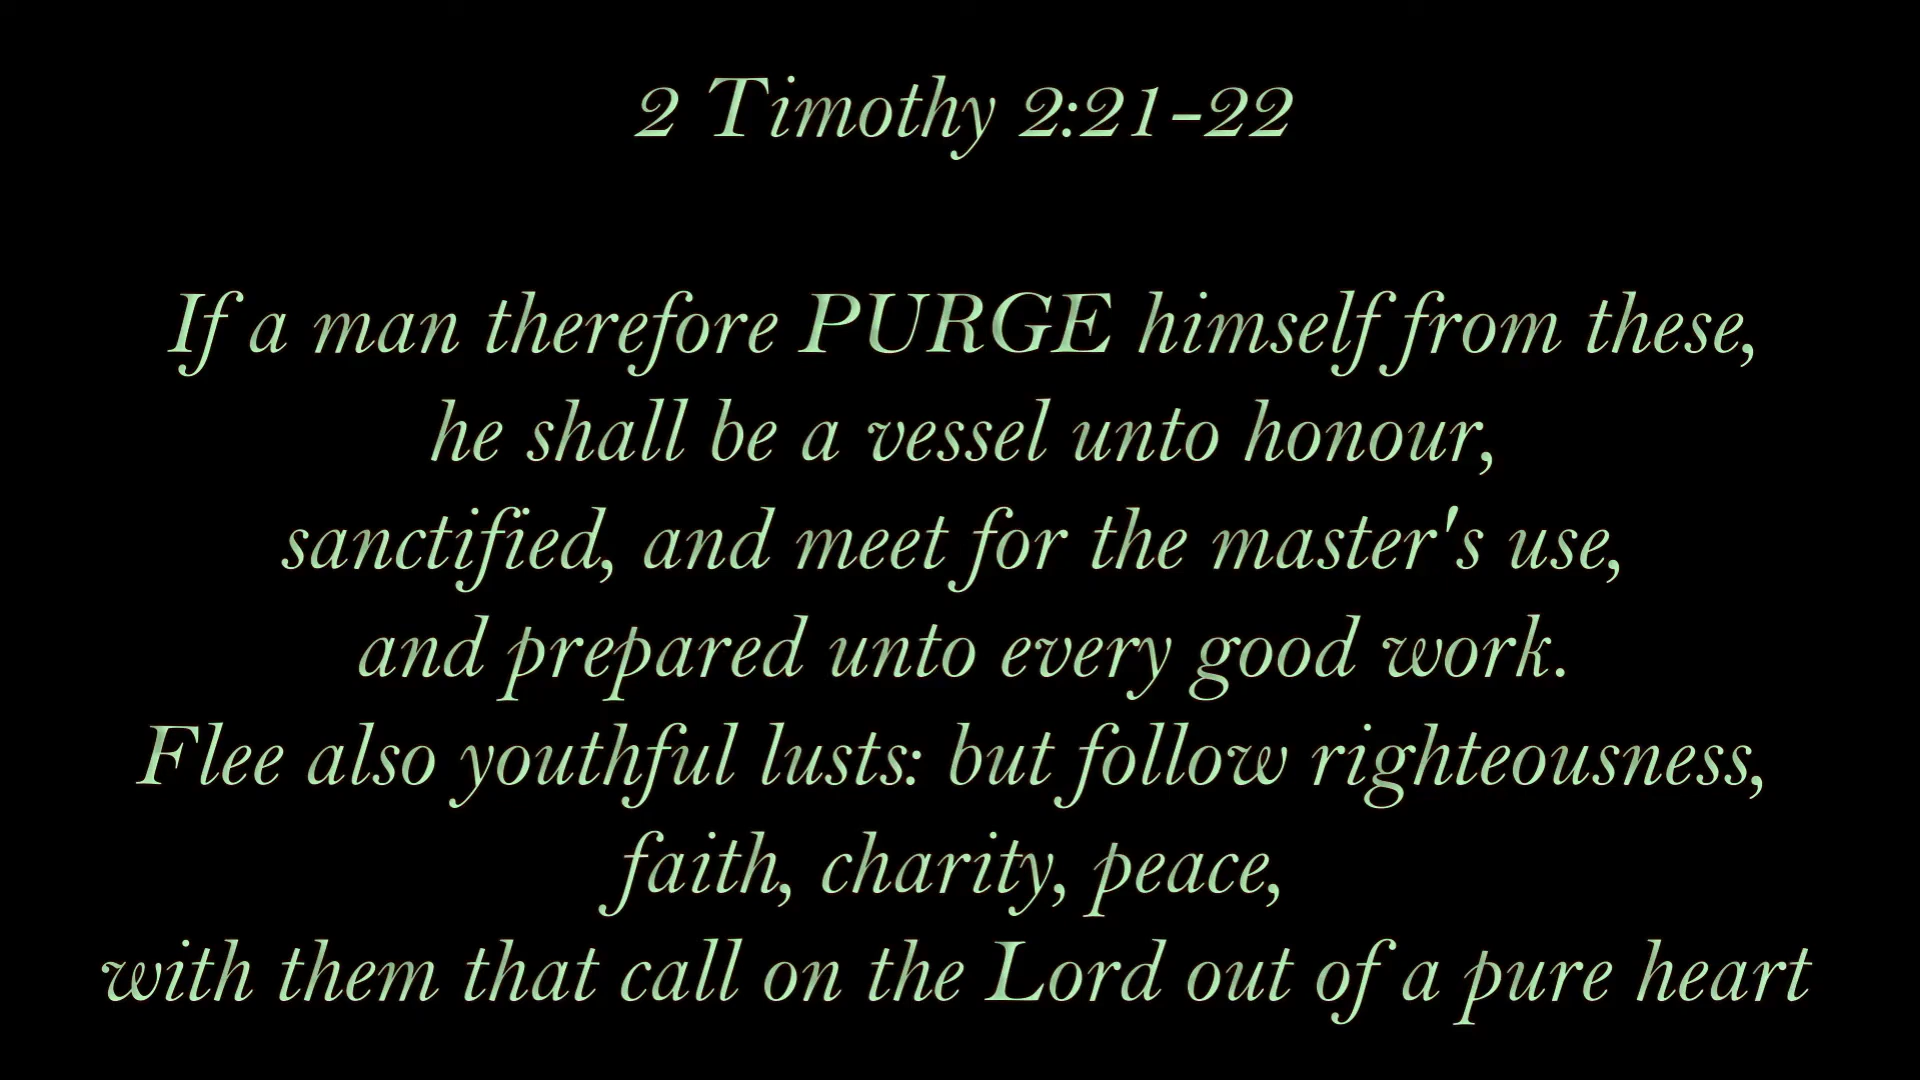 2 Timothy 2:21-22
If a man therefore PURGE himself from these,
he shall be a vessel unto honour,
sanctified, and meet for the master's use,
and prepared unto every good work.
Flee also youthful lusts: but follow righteousness,
faith, charity, peace,
with them that call on the Lord out of a pure heart